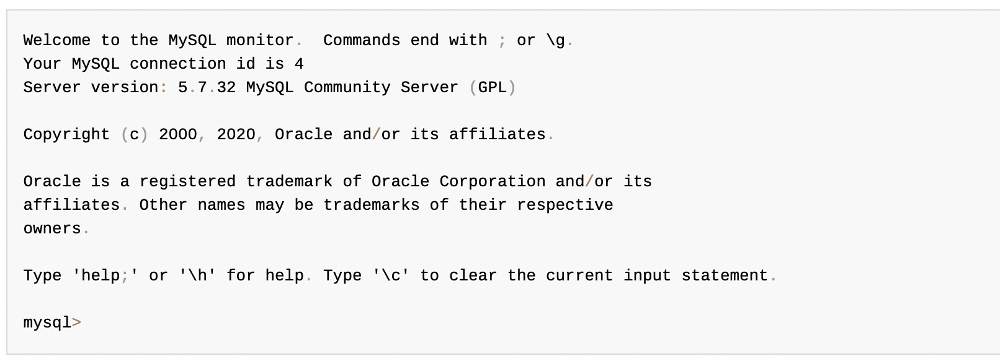 Welcome to the MySQL monitor.  Commands end with ; or \g.
Your MySQL connection id is 4
Server version: 5.7.32 MySQL Community Server (GPL)
Copyright (c) 2000, 2020, Oracle and/or its affiliates.
Oracle is a registered trademark of Oracle Corporation and/or its
affiliates. Other names may be trademarks of their respective
owners.
Type 'help;' or '\h' for help. Type '\c' to clear the current input statement.
mysql>